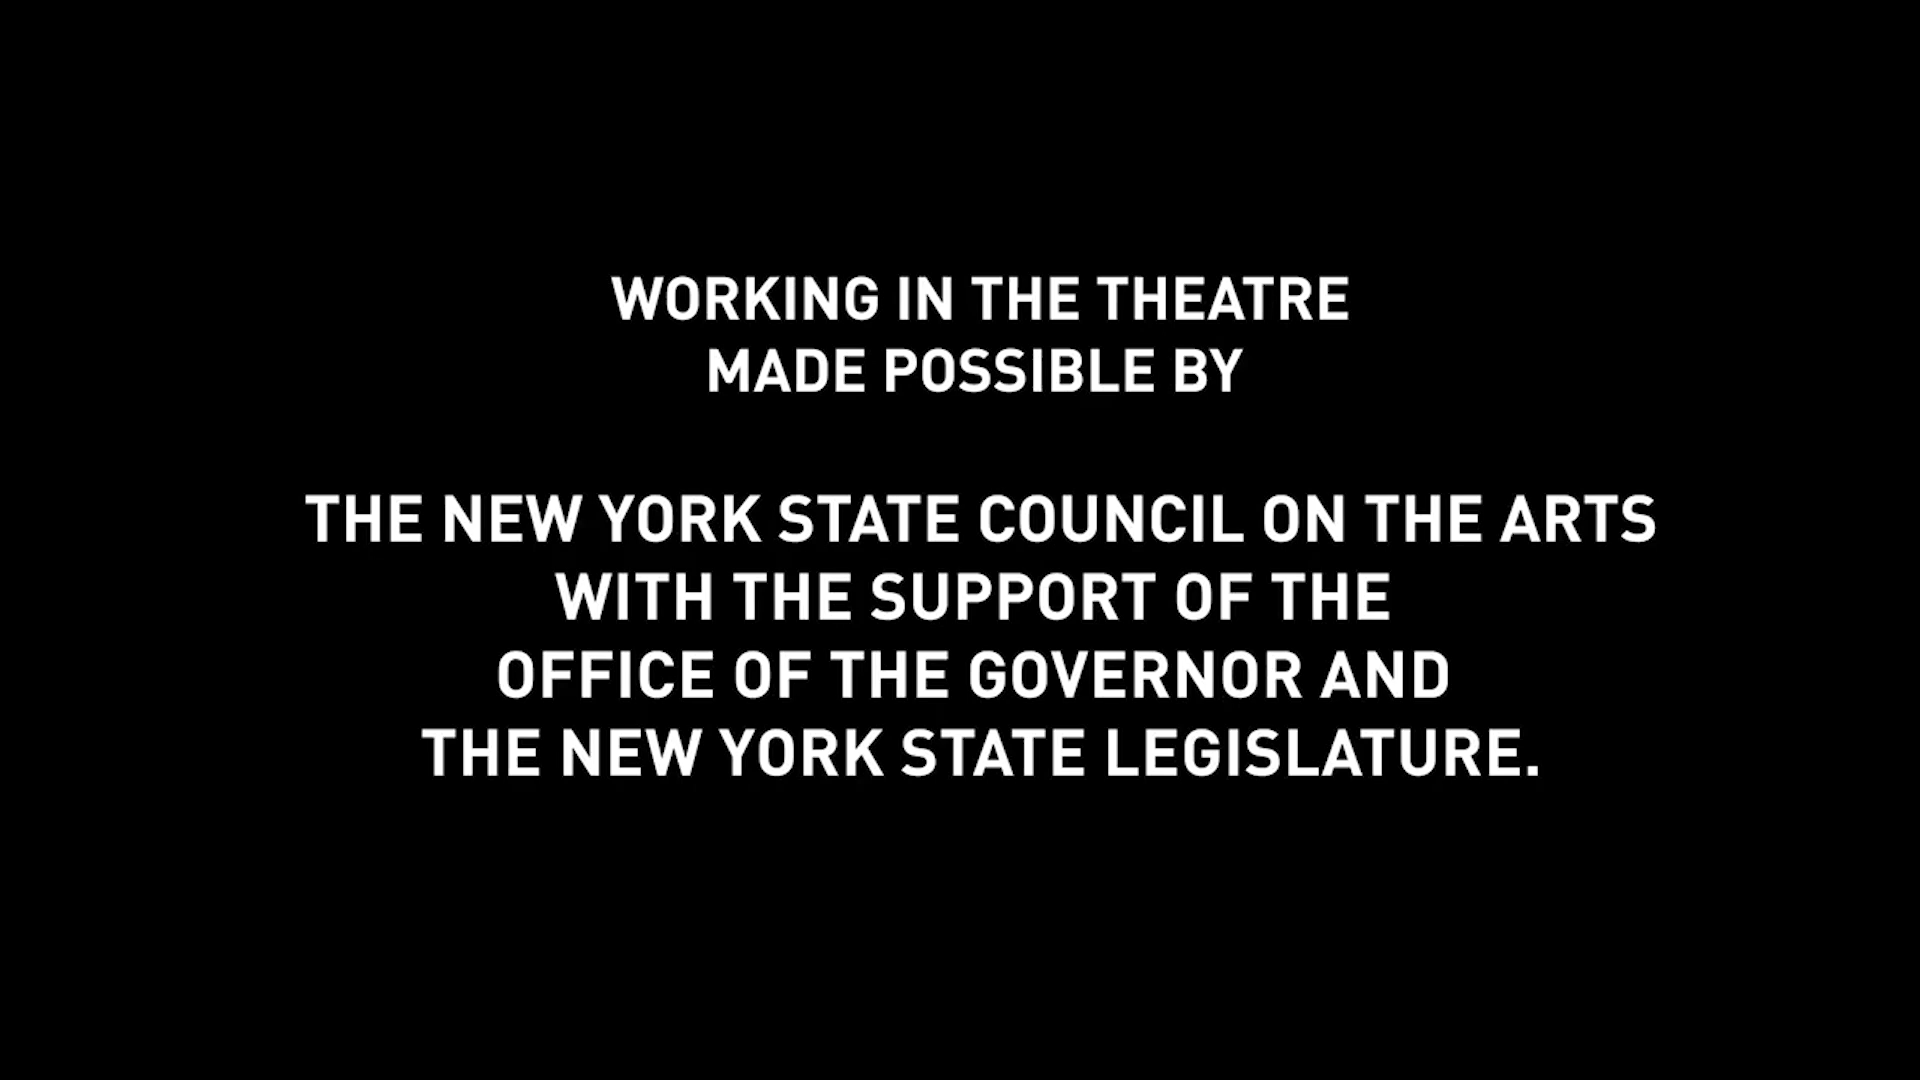 WORKING IN THE THEATRE
MADE POSSIBLE BY
THE NEW YORK STATE COUNCIL ON THE ARTS
WITH THE SUPPORT OF THE
OFFICE OF THE GOVERNOR AND
THE NEW YORK STATE LEGISLATURE.